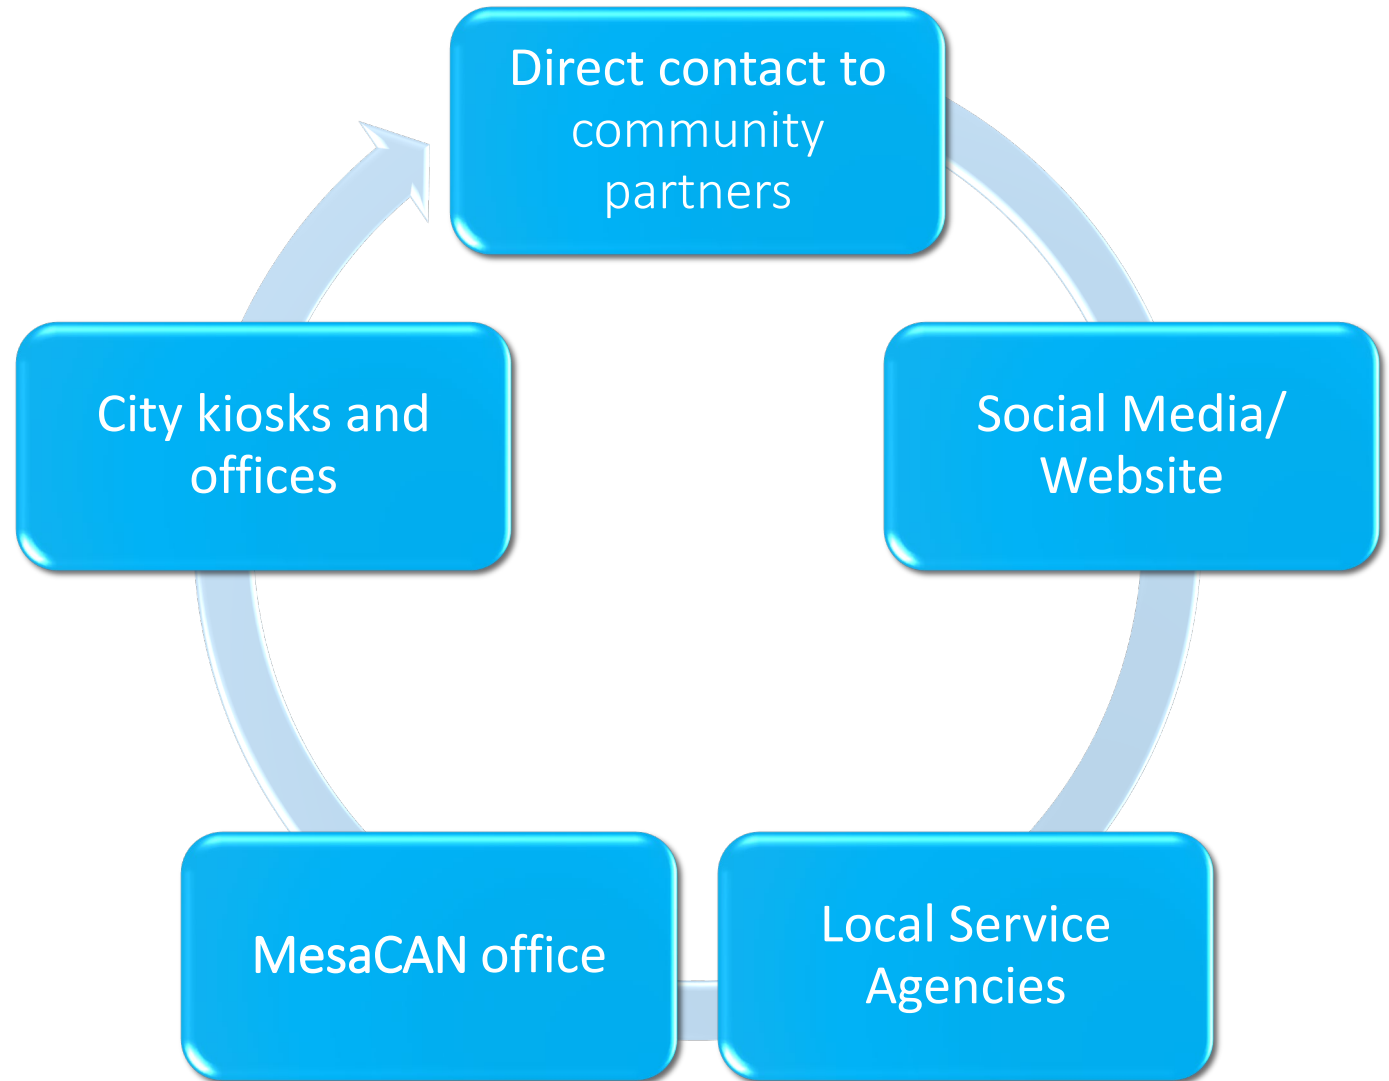 Direct contact to
community
partners
Social Media/
Website
Local Service
Agencies
MesaCAN office
City kiosks and
offices